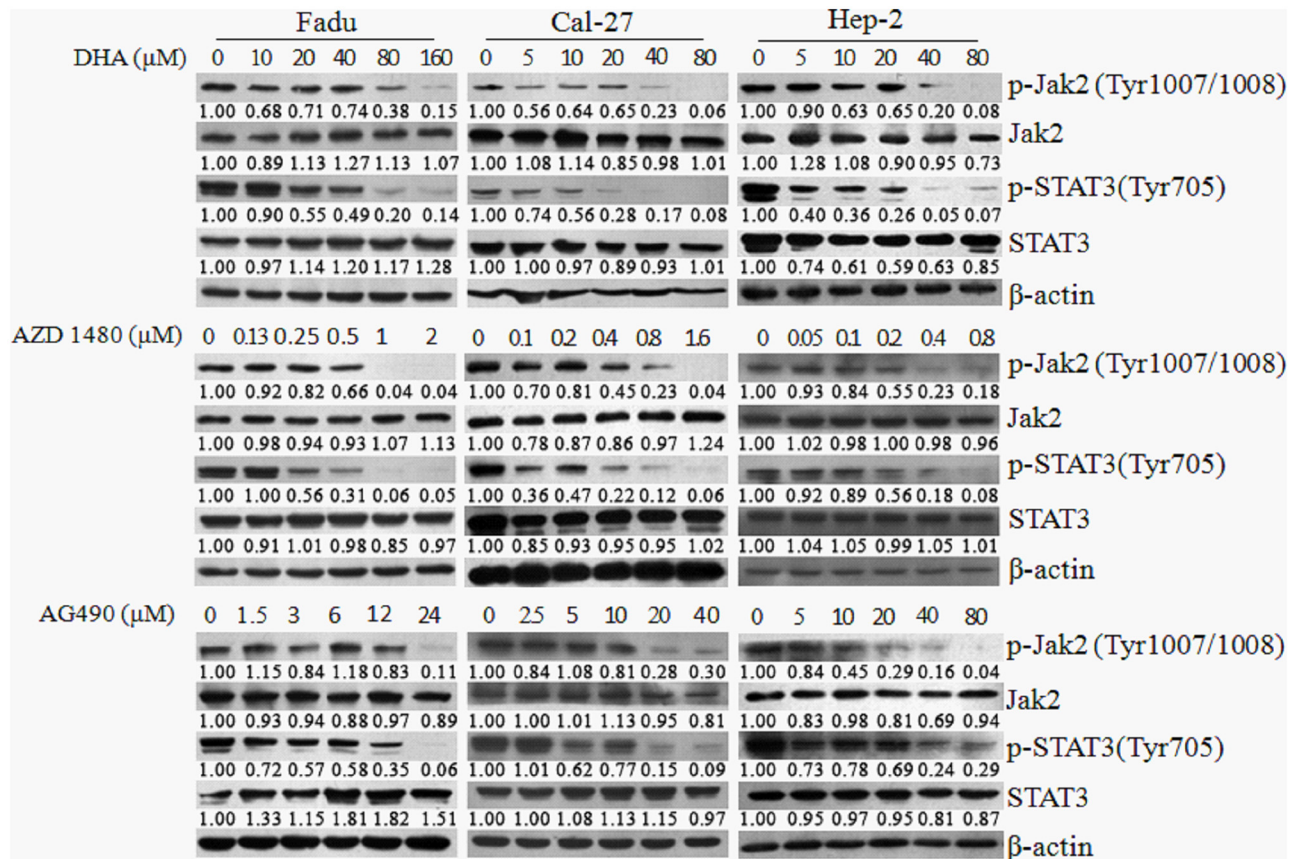 Fadu Cal-27 Hep-2
DHA (µM) 0 10 20 40 80 160 0 5 10 20 40 80 0 5 10 20 40 80
p-Jak2 (Tyr1007/1008)
1.00 0.68 0.71 0.74 0.38 0.15 1.00 0.56 0.64 0.65 0.23 0.06 1.00 0.90 0.63 0.65 0.20 0.08
Jak2
1.00 0.89 1.13 1.27 1.13 1.07 1.00 1.08 1.14 0.85 0.98 1.01 1.00 1.28 1.08 0.90 0.95 0.73
p-STAT3(Tyr705)
1.00 0.90 0.55 0.49 0.20 0.14 1.00 0.74 0.56 0.28 0.17 0.08 1.00 0.40 0.36 0.26 0.05 0.07
STAT3
1.00 0.97 1.14 1.20 1.17 1.28 1.00 1.00 0.97 0.89 0.93 1.01 1.00 0.74 0.61 0.59 0.63 0.85
β-actin
AZD 1480 (µM) 0 0.13 0.25 0.5 1 2 0 0.1 0.2 0.4 0.8 1.6 0 0.05 0.1 0.2 0.4 0.8
p-Jak2 (Tyr1007/1008)
1.00 0.92 0.82 0.66 0.04 0.04 1.00 0.70 0.81 0.45 0.23 0.04 1.00 0.93 0.84 0.55 0.23 0.18
Jak2
1.00 0.98 0.94 0.93 1.07 1.13 1.00 0.78 0.87 0.86 0.97 1.24 1.00 1.02 0.98 1.00 0.98 0.96
p-STAT3(Tyr705)
1.00 1.00 0.56 0.31 0.06 0.05 1.00 0.36 0.47 0.22 0.12 0.06 1.00 0.92 0.89 0.56 0.18 0.08
STAT3
1.00 0.91 1.01 0.98 0.85 0.97 1.00 0.85 0.93 0.95 0.95 1.02 1.00 1.04 1.05 0.99 1.05 1.01
β-actin
AG490 (µM) 0 1.5 3 6 12 24 0 2.5 5 10 20 40 0 5 10 20 40 80
p-Jak2 (Tyr1007/1008)
1.00 1.15 0.84 1.18 0.83 0.11 1.00 0.84 1.08 0.81 0.28 0.30 1.00 0.84 0.45 0.29 0.16 0.04
Jak2
1.00 0.93 0.94 0.88 0.97 0.89 1.00 1.00 1.01 1.13 0.95 0.81 1.00 0.83 0.98 0.81 0.69 0.94
p-STAT3(Tyr705)
1.00 0.72 0.57 0.58 0.35 0.06 1.00 1.01 0.62 0.77 0.15 0.09 1.00 0.73 0.78 0.69 0.24 0.29
STAT3
1.00 1.33 1.15 1.81 1.82 1.51 1.00 1.00 1.08 1.13 1.15 0.97 1.00 0.95 0.97 0.95 0.81 0.87
β-actin